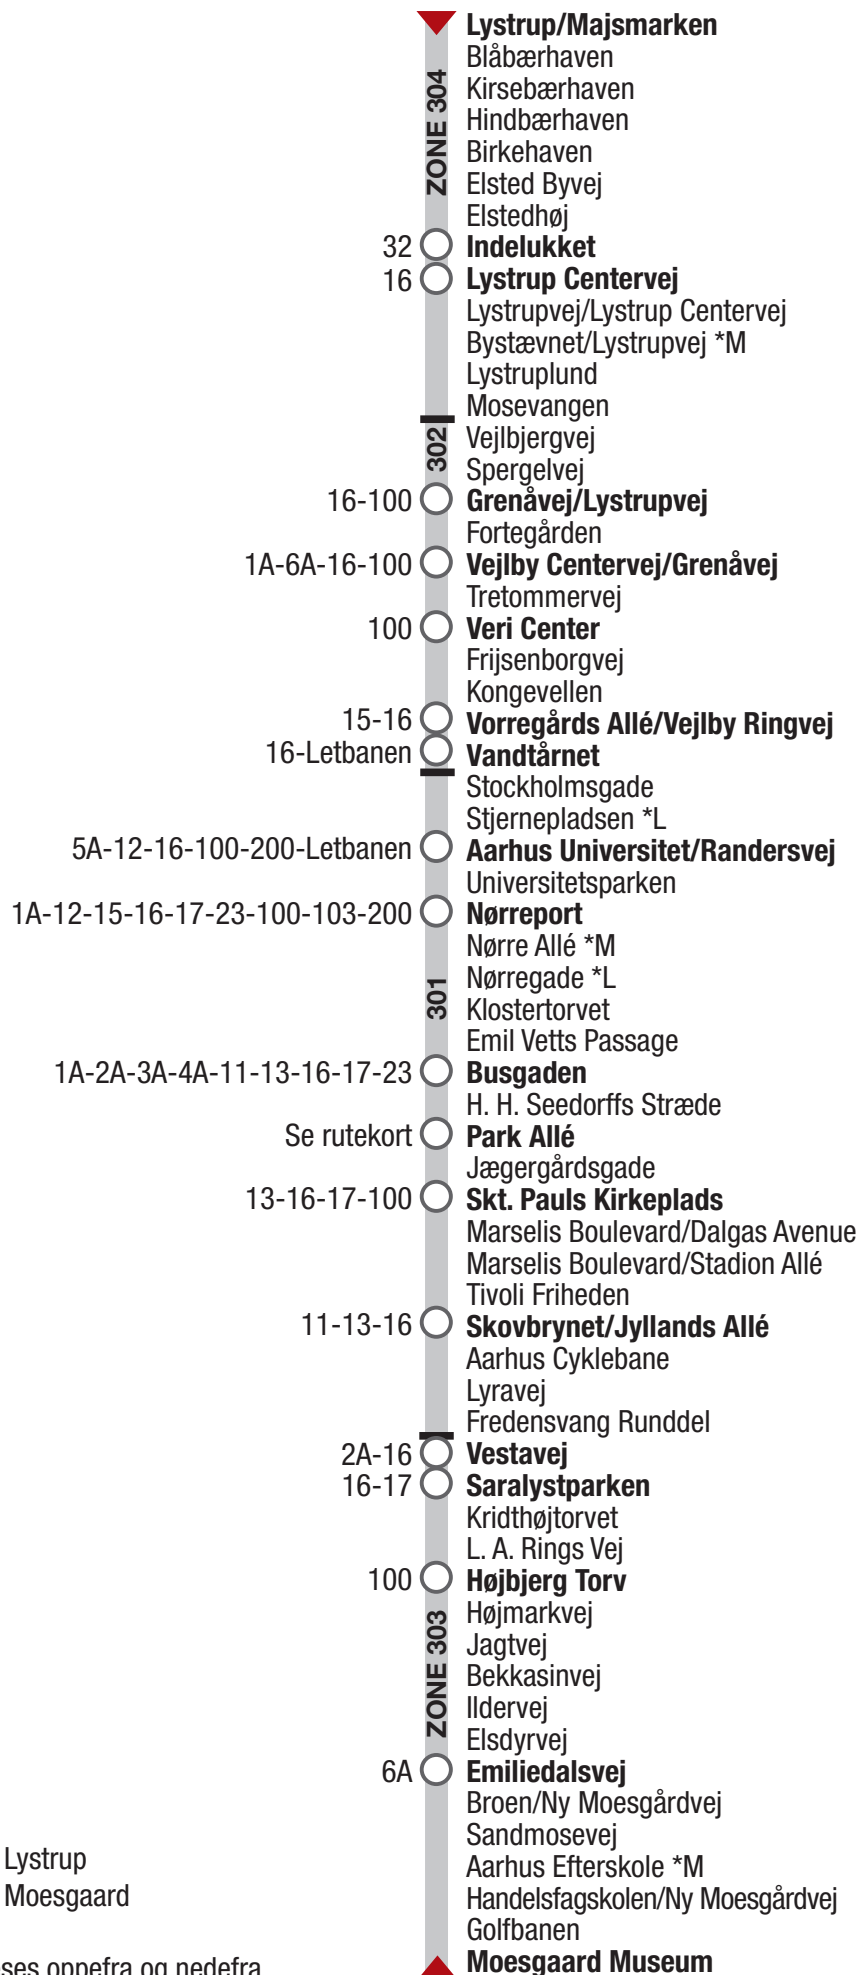 Lystrup/Majsmarken
Blåbærhaven
ZONE 304
Kirsebærhaven
Hindbærhaven
Birkehaven
Elsted Byvej
Elstedhøj
32 Indelukket
16 Lystrup Centervej
Lystrupvej/Lystrup Centervej
Bystævnet/Lystrupvej *M
Lystruplund
Mosevangen
302
Vejlbjergvej
Spergelvej
16-100 Grenåvej/Lystrupvej
Fortegården
1A-6A-16-100 Vejlby Centervej/Grenåvej
Tretommervej
100 Veri Center
Frijsenborgvej
Kongevellen
15-16 Vorregårds Allé/Vejlby Ringvej
16-Letbanen Vandtårnet
Stockholmsgade
Stjernepladsen *L
5A-12-16-100-200-Letbanen Aarhus Universitet/Randersvej
Universitetsparken
1A-12-15-16-17-23-100-103-200 Nørreport
Nørre Allé *M
Nørregade *L
301
Klostertorvet
Emil Vetts Passage
1A-2A-3A-4A-11-13-16-17-23 Busgaden
H. H. Seedorffs Stræde
Se rutekort Park Allé
Jægergårdsgade
13-16-17-100 Skt. Pauls Kirkeplads
Marselis Boulevard/Dalgas Avenue
Marselis Boulevard/Stadion Allé
Tivoli Friheden
11-13-16 Skovbrynet/Jyllands Allé
Aarhus Cyklebane
Lyravej
Fredensvang Runddel
2A-16 Vestavej
16-17 Saralystparken
Kridthøjtorvet
L. A. Rings Vej
100 Højbjerg Torv
Højmarkvej
ZONE 303
Jagtvej
Bekkasinvej
Ildervej
Elsdyrvej
6A Emiliedalsvej
Broen/Ny Moesgårdvej
Sandmosevej
Lystrup
Aarhus Efterskole *M
Moesgaard
Handelsfagskolen/Ny Moesgårdvej
Golfbanen
Moesgaard Museum
oppefra og nedefra